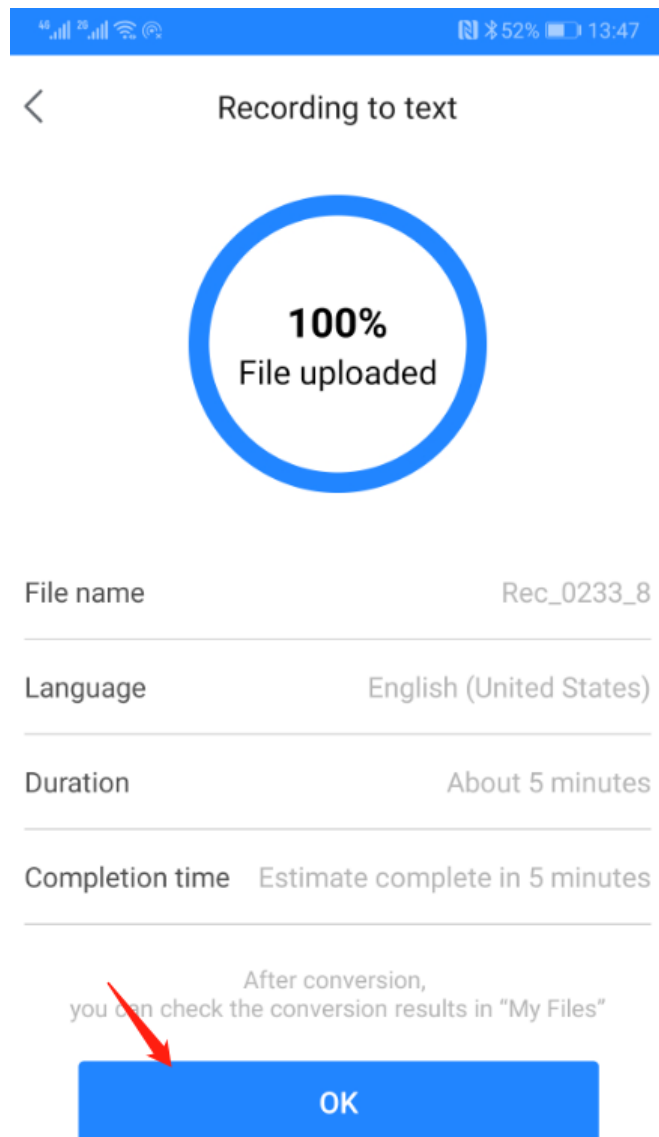 4G 2G 52% 13:47
Recording to text
100%
File uploaded
File name Rec_0233_8
Language English (United States)
Duration About 5 minutes
Completion time Estimate complete in 5 minutes
After conversion,
you can check the conversion results in “My Files”
OK